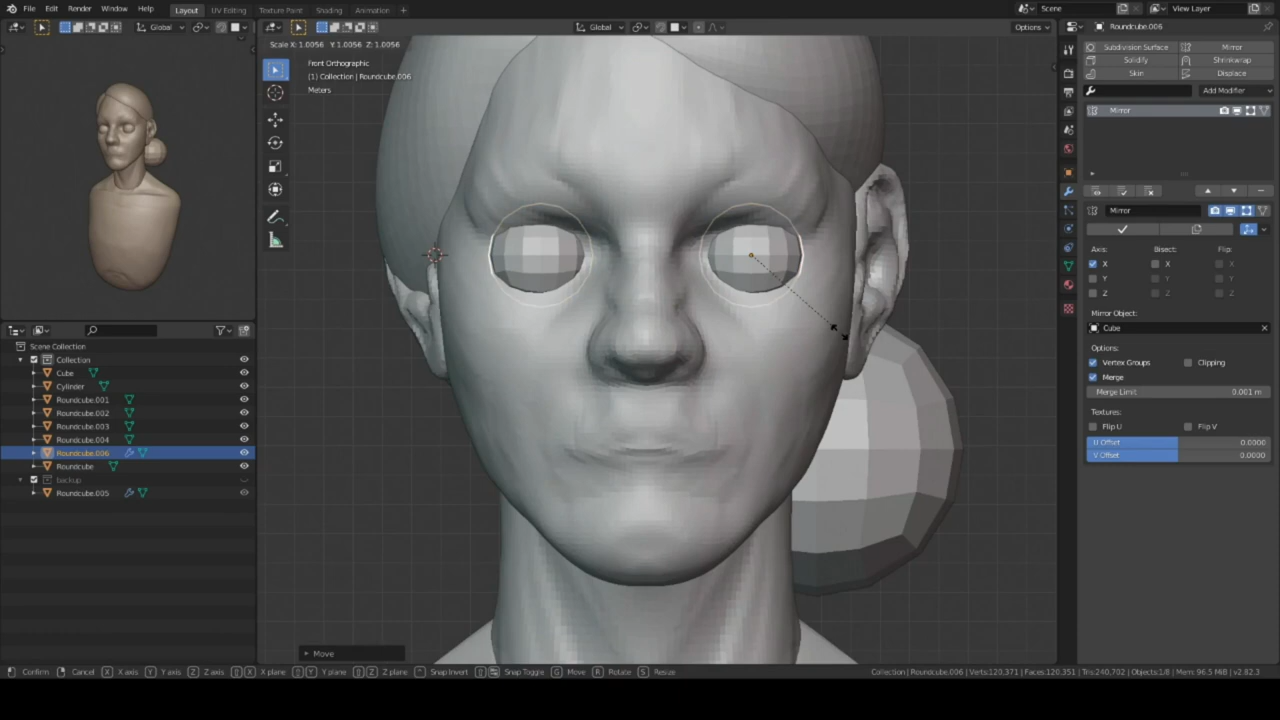 File Edit Render Window Help Layout UV Editing Texture Paint Shading Animation + Scene View Layer
Global Global Options Roundcube.006
Scale X: 1.0056 Y: 1.0056 Z: 1.0056
Front Orthographic
(1) Collection | Roundcube.006
Meters
Subdivision Surface Mirror
Solidify Shrinkwrap
Skin Displace
Add Modifier
Mirror
Mirror
Axis: Bisect: Flip:
X X X
Y Y Y
Z Z Z
Mirror Object:
Cube
Options:
Vertex Groups Clipping
Merge
Merge Limit 0.001 m
Textures:
Flip U Flip V
U Offset 0.0000
V Offset 0.0000
Scene Collection
Collection
Cube
Cylinder
Roundcube.001
Roundcube.002
Roundcube.003
Roundcube.004
Roundcube.006
Roundcube
backup
Roundcube.005
Move
Confirm Cancel X X axis Y Y axis Z Z axis X X plane Y Y plane Z Z plane Snap Invert Snap Toggle G Move R Rotate S Resize Collection | Roundcube.006 | Verts:120,371 | Faces:120,351 | Tris:240,702 | Objects:1/8 | Mem: 96.5 MiB | v2.82.3